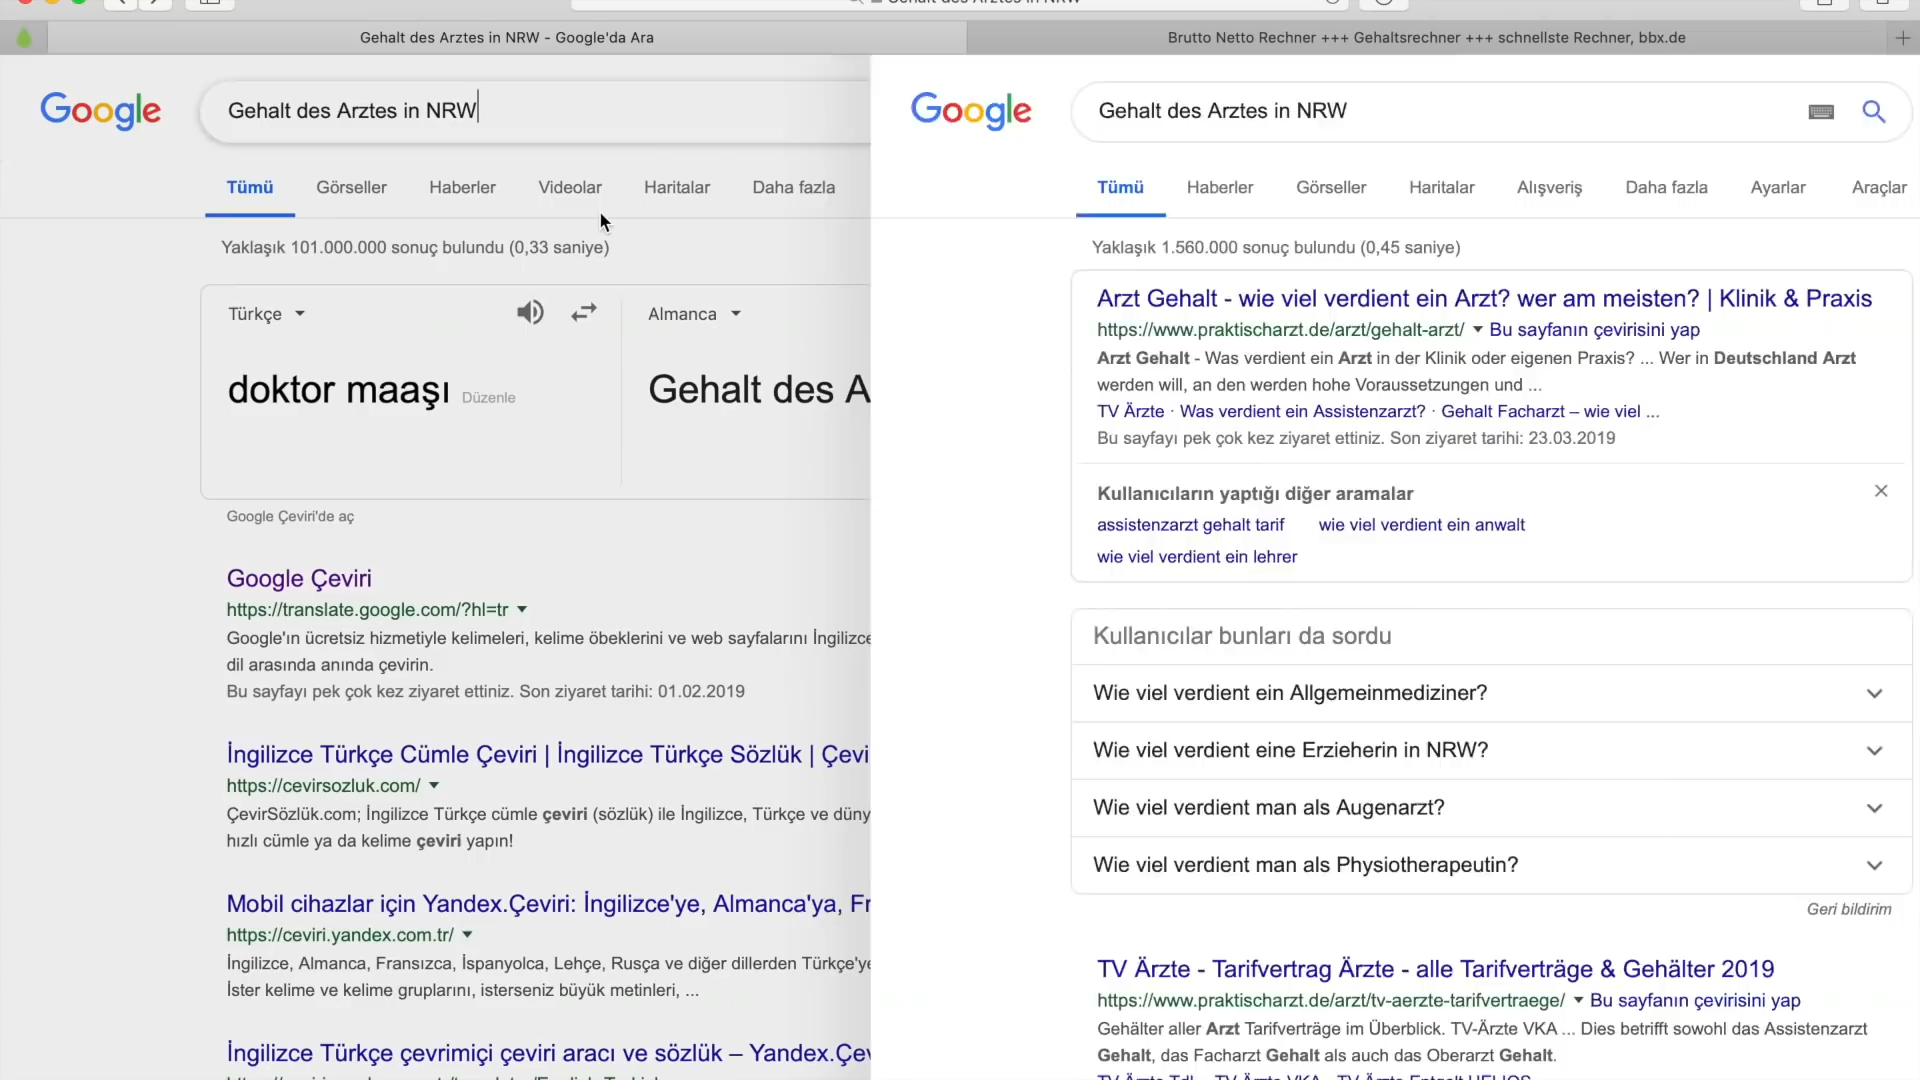 Gehalt des Arztes in NRW - Google'da Ara
Brutto Netto Rechner +++ Gehaltsrechner +++ schnellste Rechner, bbx.de
Google
Gehalt des Arztes in NRW
Tümü Görseller Haberler Videolar Haritalar Daha fazla
Yaklaşık 101.000.000 sonuç bulundu (0,33 saniye)
Türkçe
Almanca
doktor maaşı Düzenle
Gehalt des A
Google Çeviri'de aç
Google Çeviri
https://translate.google.com/?hl=tr
Google'ın ücretsiz hizmetiyle kelimeleri, kelime öbeklerini ve web sayfalarını İngilizce
dil arasında anında çevirin.
Bu sayfayı pek çok kez ziyaret ettiniz. Son ziyaret tarihi: 01.02.2019
İngilizce Türkçe Cümle Çeviri | İngilizce Türkçe Sözlük | Çevi
https://cevirsozluk.com/
ÇevirSözlük.com; İngilizce Türkçe cümle çeviri (sözlük) ile İngilizce, Türkçe ve düny
hızlı cümle ya da kelime çeviri yapın!
Mobil cihazlar için Yandex.Çeviri: İngilizce'ye, Almanca'ya, Fr
https://ceviri.yandex.com.tr/
İngilizce, Almanca, Fransızca, İspanyolca, Lehçe, Rusça ve diğer dillerden Türkçe'ye
İster kelime ve kelime gruplarını, isterseniz büyük metinleri, ...
İngilizce Türkçe çevrimiçi çeviri aracı ve sözlük – Yandex.Çev
Google
Gehalt des Arztes in NRW
Tümü Haberler Görseller Haritalar Alışveriş Daha fazla Ayarlar Araçlar
Yaklaşık 1.560.000 sonuç bulundu (0,45 saniye)
Arzt Gehalt - wie viel verdient ein Arzt? wer am meisten? | Klinik & Praxis
https://www.praktischarzt.de/arzt/gehalt-arzt/ Bu sayfanın çevirisini yap
Arzt Gehalt - Was verdient ein Arzt in der Klinik oder eigenen Praxis? ... Wer in Deutschland Arzt
werden will, an den werden hohe Voraussetzungen und ...
TV Ärzte · Was verdient ein Assistenzarzt? · Gehalt Facharzt – wie viel ...
Bu sayfayı pek çok kez ziyaret ettiniz. Son ziyaret tarihi: 23.03.2019
Kullanıcıların yaptığı diğer aramalar
assistenzarzt gehalt tarif wie viel verdient ein anwalt
wie viel verdient ein lehrer
Kullanıcılar bunları da sordu
Wie viel verdient ein Allgemeinmediziner?
Wie viel verdient eine Erzieherin in NRW?
Wie viel verdient man als Augenarzt?
Wie viel verdient man als Physiotherapeutin?
Geri bildirim
TV Ärzte - Tarifvertrag Ärzte - alle Tarifverträge & Gehälter 2019
https://www.praktischarzt.de/arzt/tv-aerzte-tarifvertraege/ Bu sayfanın çevirisini yap
Gehälter aller Arzt Tarifverträge im Überblick. TV-Ärzte VKA ... Dies betrifft sowohl das Assistenzarzt
Gehalt, das Facharzt Gehalt als auch das Oberarzt Gehalt.